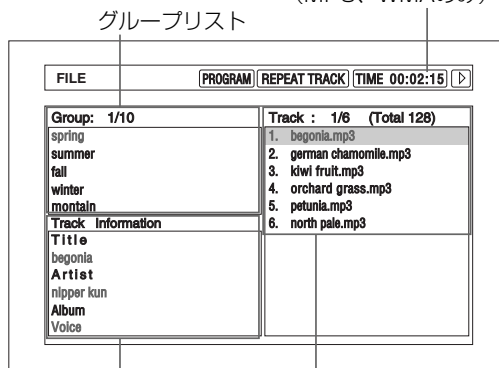 (MP3、WMAのみ)
グループリスト
FILE PROGRAM REPEAT TRACK TIME 00:02:15
Group: 1/10
spring
summer
fall
winter
montain
Track Information
Title
begonia
Artist
nipper kun
Album
Voice
Track : 1/6 (Total 128)
1. begonia.mp3
2. german chamomile.mp3
3. kiwi fruit.mp3
4. orchard grass.mp3
5. petunia.mp3
6. north pale.mp3